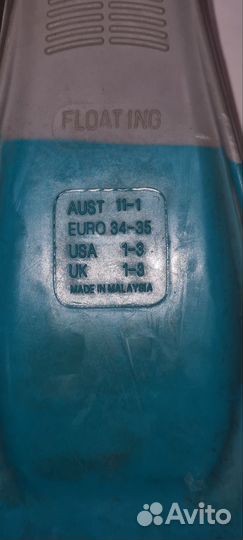 FLOATING
AUST 11-1
EURO 34-35
USA 1-3
UK 1-3
MADE IN MALAYSIA
Avito